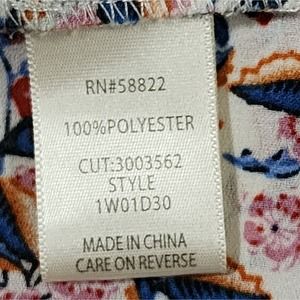 RN#58822
100%POLYESTER
CUT:3003562
STYLE
1W01D30
MADE IN CHINA
CARE ON REVERSE